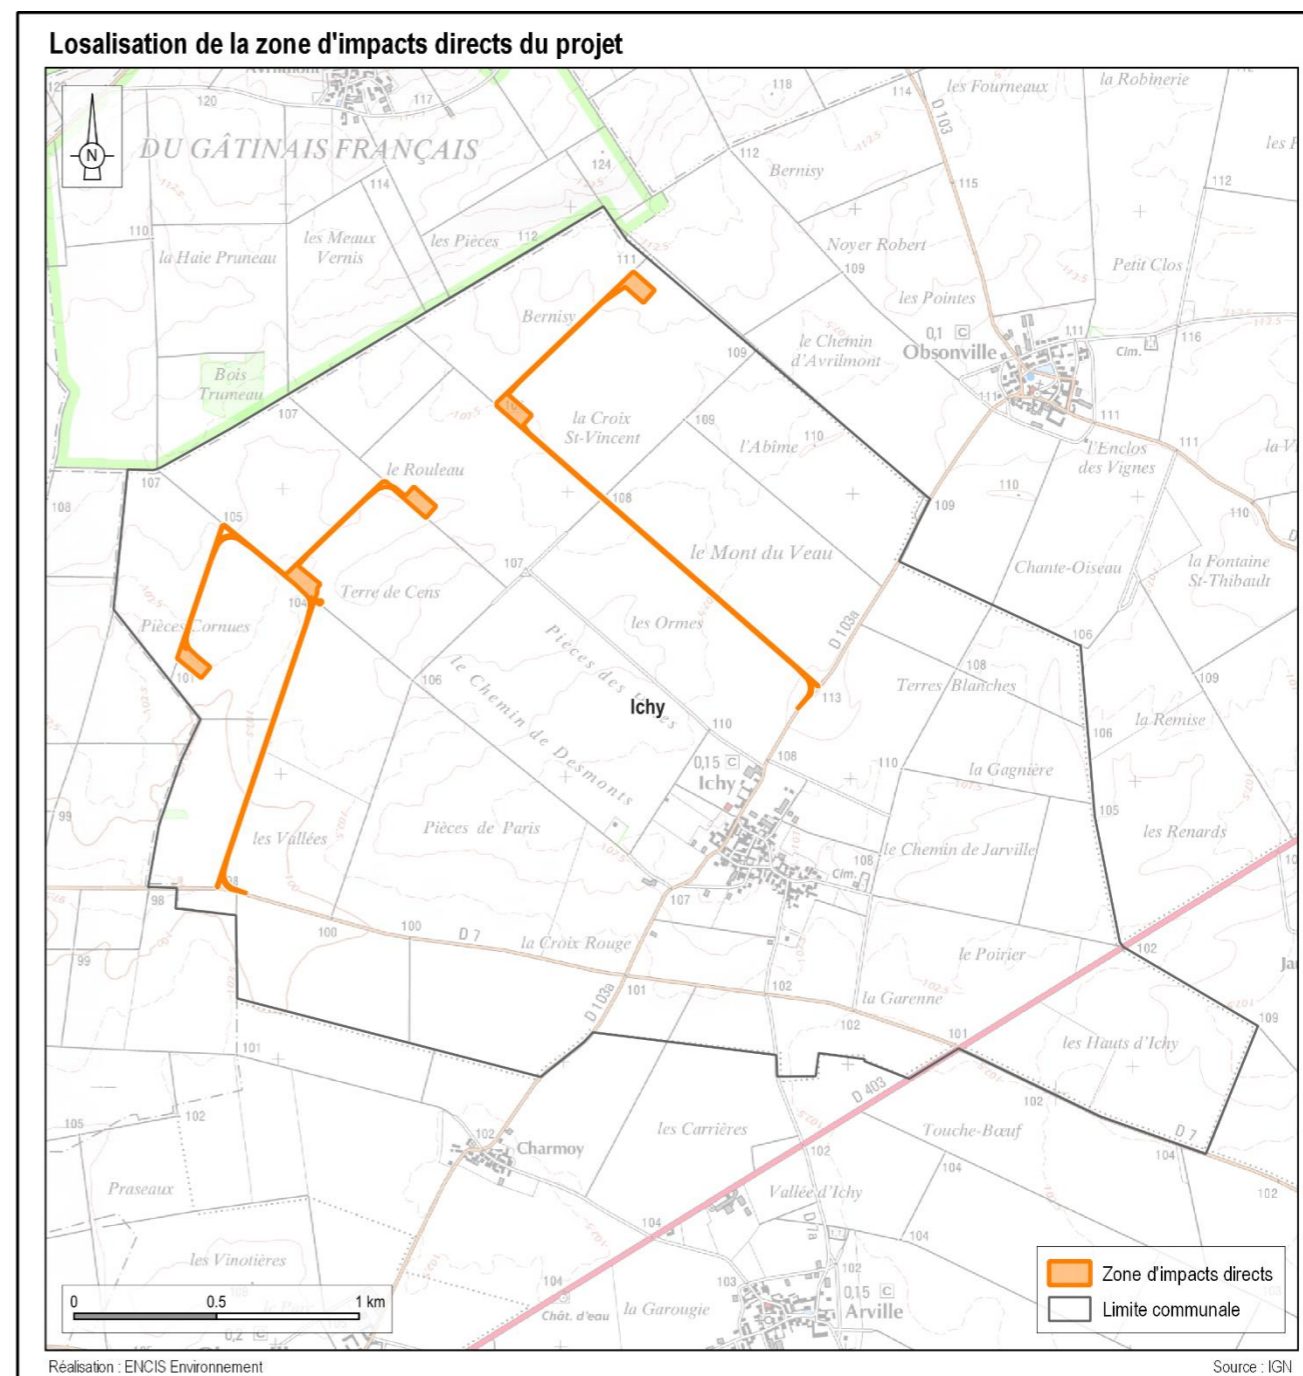 Losalisation de la zone d'impacts directs du projet
N
120
117
118
114
112
D 103
les Fourneaux
la Robinerie
DU GÂTINAIS FRANÇAIS
124
112
Bernisy
115
112
110
114
la Haie Pruneau
les Meaux
Vernis
les Pièces
112
111
109
Noyer Robert
les Pointes
Petit Clos
Bernisy
0,1 C
Obsonville
111
Cim.
116
le Chemin
d'Avrilmont
109
Bois
Trumeau
107
la Croix
St-Vincent
109
l'Abîme
110
111
111
l'Enclos
des Vignes
111
107
le Rouleau
108
108
109
110
110
105
107
le Mont du Veau
Chante-Oiseau
la Fontaine
St-Thibault
104
Terre de Cens
les Ormes
D 103a
106
Pièces Cornues
101
106
Pièces des
le Chemin de Desmonts
Ichy
113
108
Terres Blanches
109
la Remise
106
110
108
110
la Gagnière
0,15 C
Ichy
105
99
les Vallées
Pièces de Paris
108
le Chemin de Jarville
les Renards
Cim.
98
107
100
100
D 7
la Croix Rouge
le Poirier
102
99
101
102
la Garenne
102
101
109
les Hauts d'Ichy
D 103a
101
D 403
102
105
102
102
Charmoy
les Carrières
102
Touche-Bœuf
D 7
104
104
102
Praseaux
Vallée d'Ichy
104
D 7a
104
les Vinotières
102
104
Chât. d'eau
la Garougie
103
0,15 C
Arville
0 0.5 1 km
0,2 C
Zone d'impacts directs
Limite communale
Réalisation : ENCIS Environnement
Source : IGN